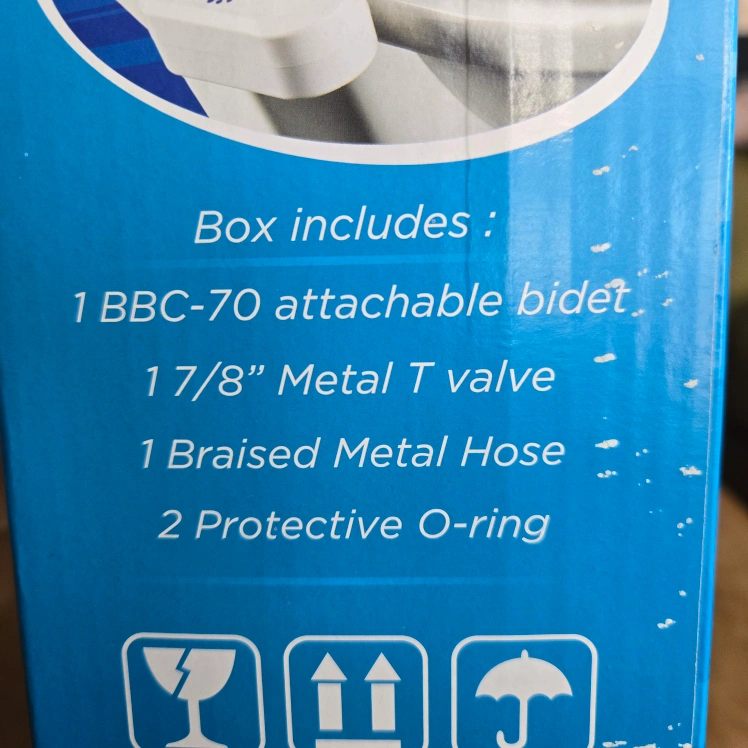 Box includes :
1 BBC-70 attachable bidet
1 7/8” Metal T valve
1 Braised Metal Hose
2 Protective O-ring